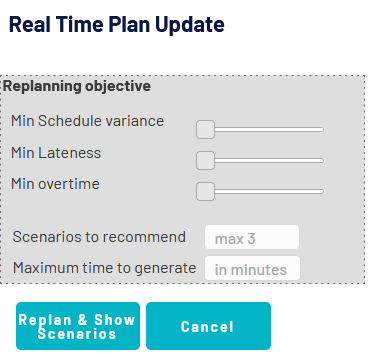 Real Time Plan Update
Replanning objective
Min Schedule variance
Min Lateness
Min overtime
Scenarios to recommend max 3
Maximum time to generate in minutes
Replan & Show
Scenarios
Cancel